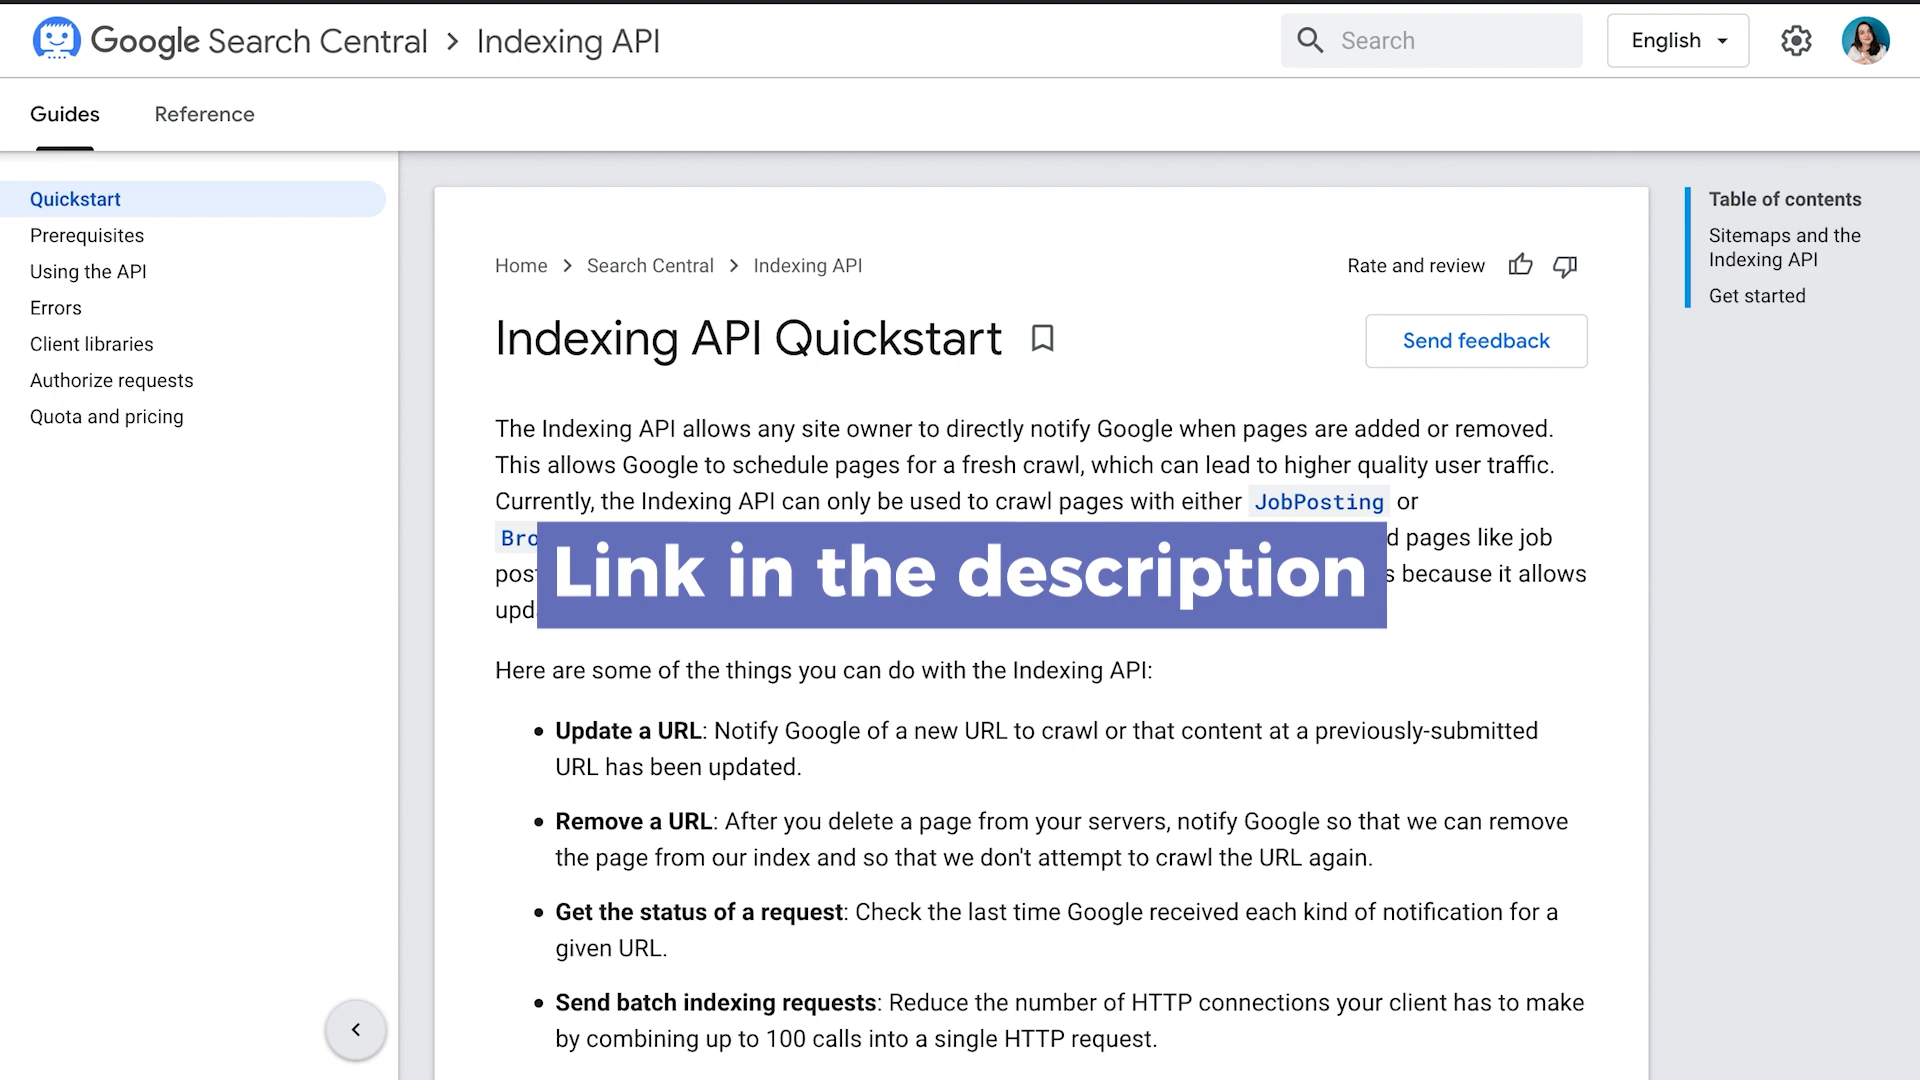 Google Search Central > Indexing API
Search
English
Guides
Reference
Quickstart
Prerequisites
Using the API
Errors
Client libraries
Authorize requests
Quota and pricing
Home > Search Central > Indexing API
Rate and review
Indexing API Quickstart
Send feedback
The Indexing API allows any site owner to directly notify Google when pages are added or removed.
This allows Google to schedule pages for a fresh crawl, which can lead to higher quality user traffic.
Currently, the Indexing API can only be used to crawl pages with either JobPosting or
pages like job
because it allows
Link in the description
Here are some of the things you can do with the Indexing API:
• Update a URL: Notify Google of a new URL to crawl or that content at a previously-submitted
URL has been updated.
• Remove a URL: After you delete a page from your servers, notify Google so that we can remove
the page from our index and so that we don't attempt to crawl the URL again.
• Get the status of a request: Check the last time Google received each kind of notification for a
given URL.
• Send batch indexing requests: Reduce the number of HTTP connections your client has to make
by combining up to 100 calls into a single HTTP request.
Table of contents
Sitemaps and the
Indexing API
Get started